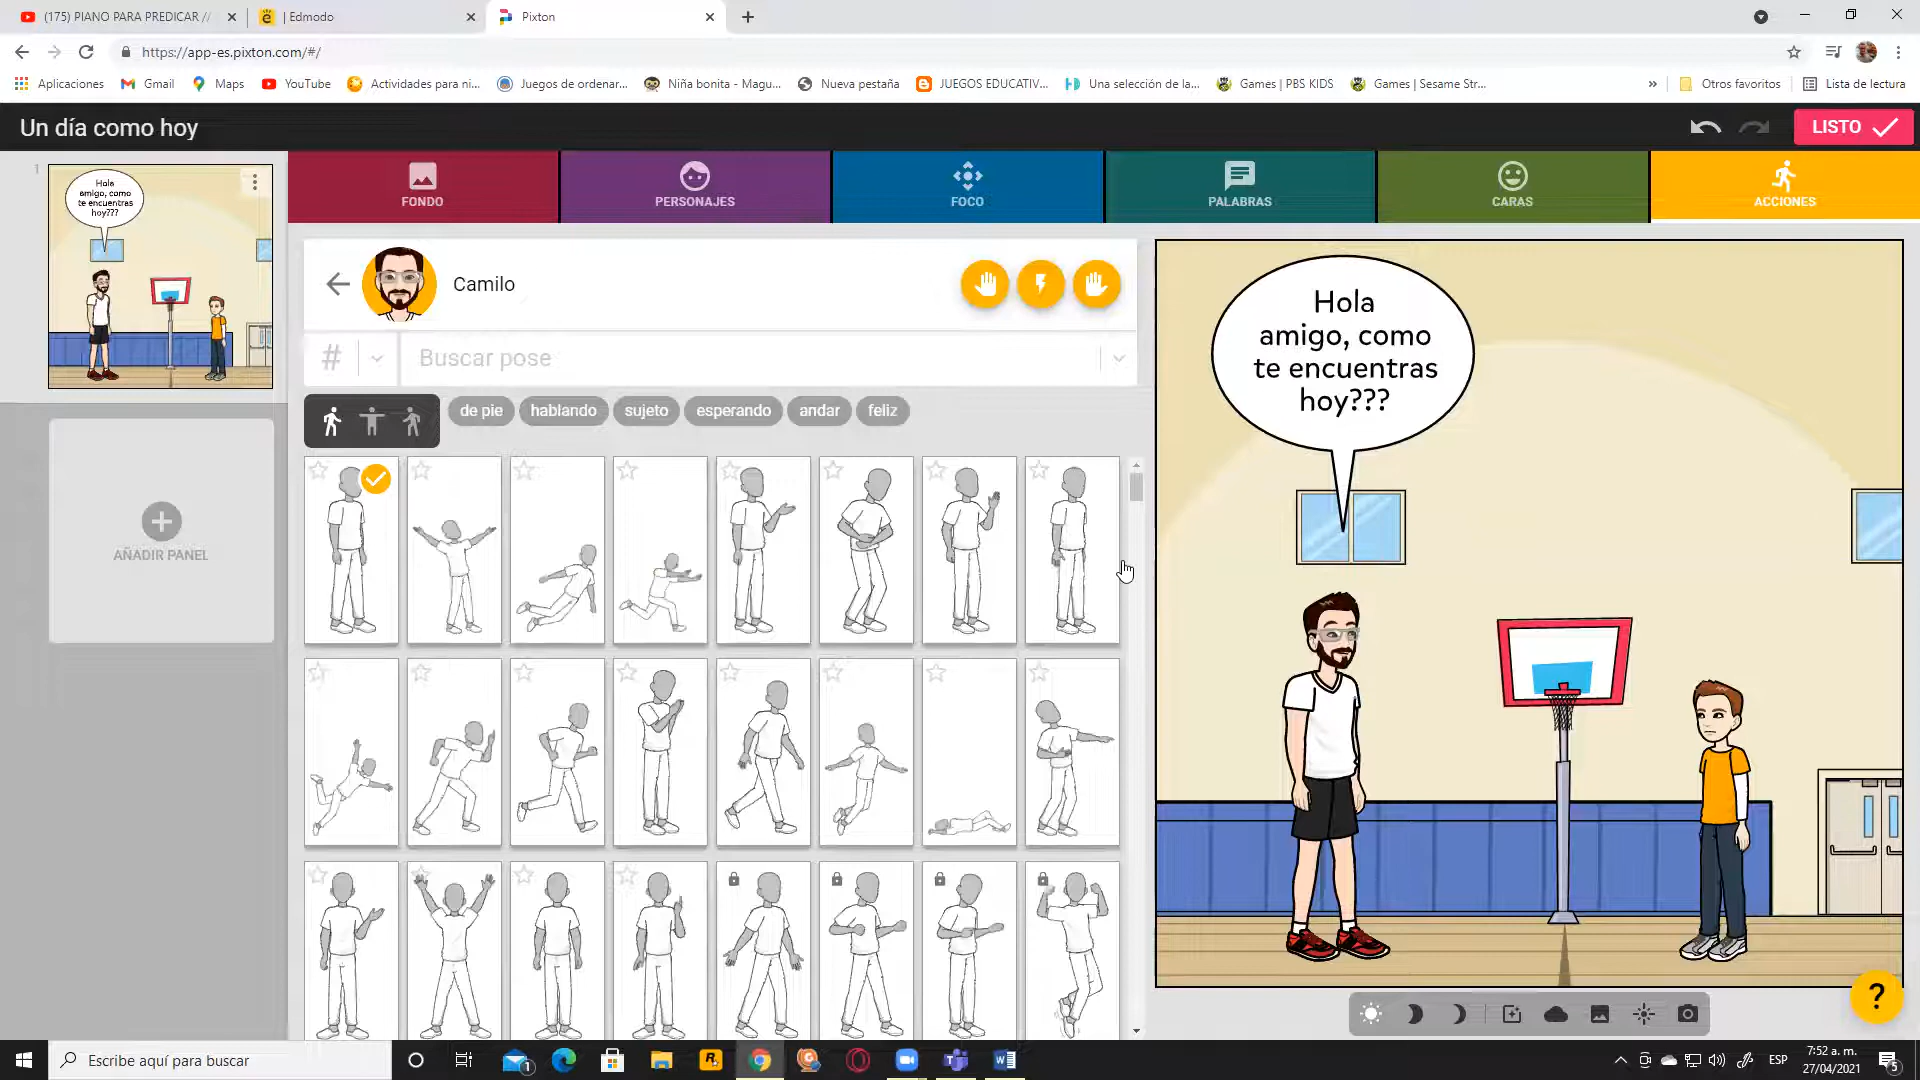 (175) PIANO PARA PREDICAR //
| Edmodo
Pixton
https://app-es.pixton.com/#/
Aplicaciones
Gmail
Maps
YouTube
Actividades para ni...
Juegos de ordenar...
Niña bonita - Magu...
Nueva pestaña
JUEGOS EDUCATIV...
Una selección de la...
Games | PBS KIDS
Games | Sesame Str...
»
Otros favoritos
Lista de lectura
Un día como hoy
LISTO
1
Hola
amigo, como
te encuentras
hoy???
FONDO
PERSONAJES
FOCO
PALABRAS
CARAS
ACCIONES
Camilo
# Buscar pose
de pie
hablando
sujeto
esperando
andar
feliz
AÑADIR PANEL
Hola
amigo, como
te encuentras
hoy???
?
Escribe aquí para buscar
1
ESP
7:52 a. m.
27/04/2021
5